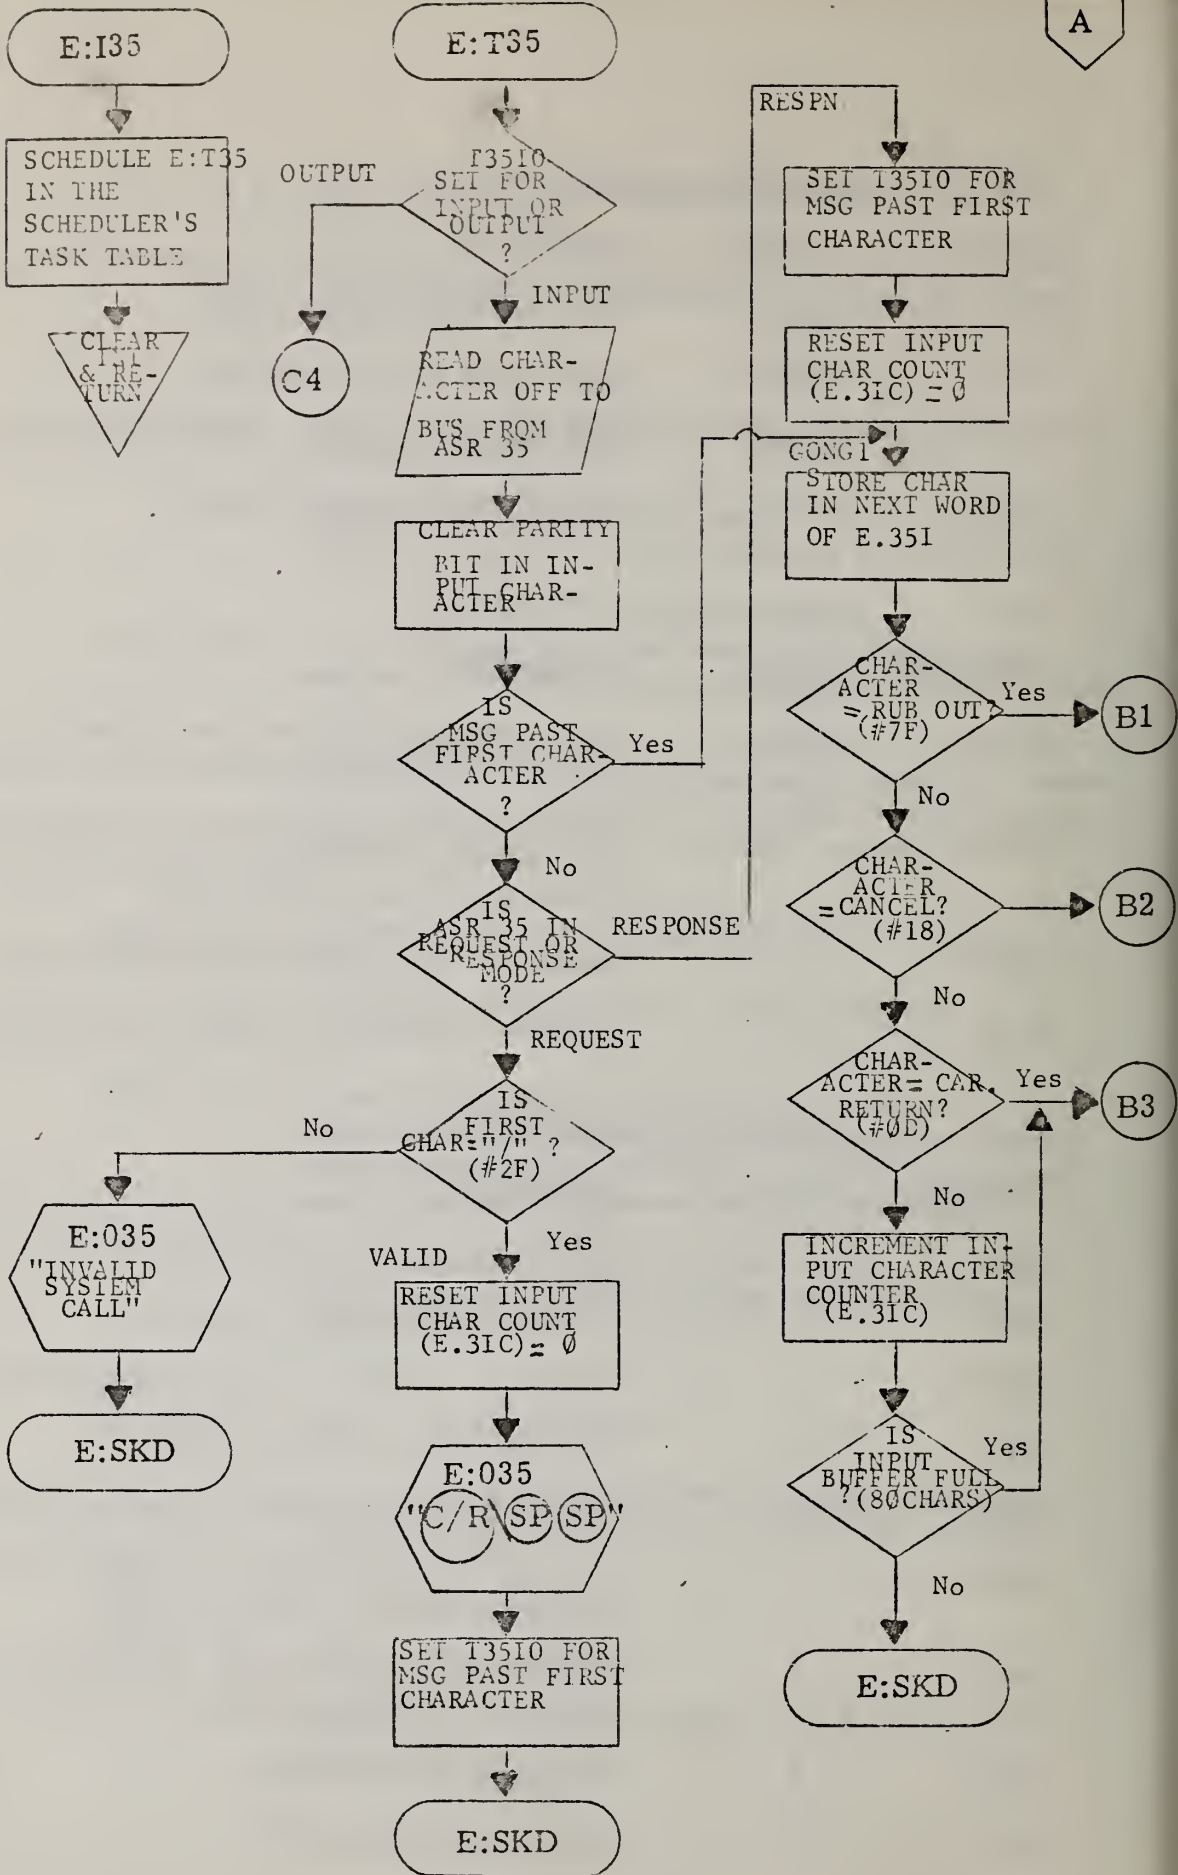 E:I35
SCHEDULE E:T35
IN THE
SCHEDULER'S
TASK TABLE
CLEAR
& RE-
TURN
E:T35
T35IO
SET FOR
INPUT OR
OUTPUT
?
OUTPUT
C4
INPUT
READ CHAR-
ACTER OFF TO
BUS FROM
ASR 35
CLEAR PARITY
BIT IN IN-
PUT CHAR-
ACTER
IS
MSG PAST
FIRST CHAR-
ACTER
?
Yes
No
IS
ASR 35 IN
REQUEST OR
RESPONSE
MODE
?
RESPONSE
REQUEST
IS
FIRST
CHAR="/" ?
(#2F)
No
E:035
"INVALID
SYSTEM
CALL"
E:SKD
Yes
VALID
RESET INPUT
CHAR COUNT
(E.3IC)= Ø
E:035
"C/R\ SP SP"
SET T35IO FOR
MSG PAST FIRST
CHARACTER
E:SKD
A
RESPN
SET T35IO FOR
MSG PAST FIRST
CHARACTER
RESET INPUT
CHAR COUNT
(E.3IC) = Ø
GONG1
STORE CHAR
IN NEXT WORD
OF E.35I
CHAR-
ACTER
= RUB OUT?
(#7F)
Yes
B1
No
CHAR-
ACTER
=CANCEL?
(#18)
B2
No
CHAR-
ACTER= CAR.
RETURN?
(#ØD)
Yes
B3
No
INCREMENT IN-
PUT CHARACTER
COUNTER
(E.3IC)
IS
INPUT
BUFFER FULL
?(8ØCHARS)
Yes
No
E:SKD